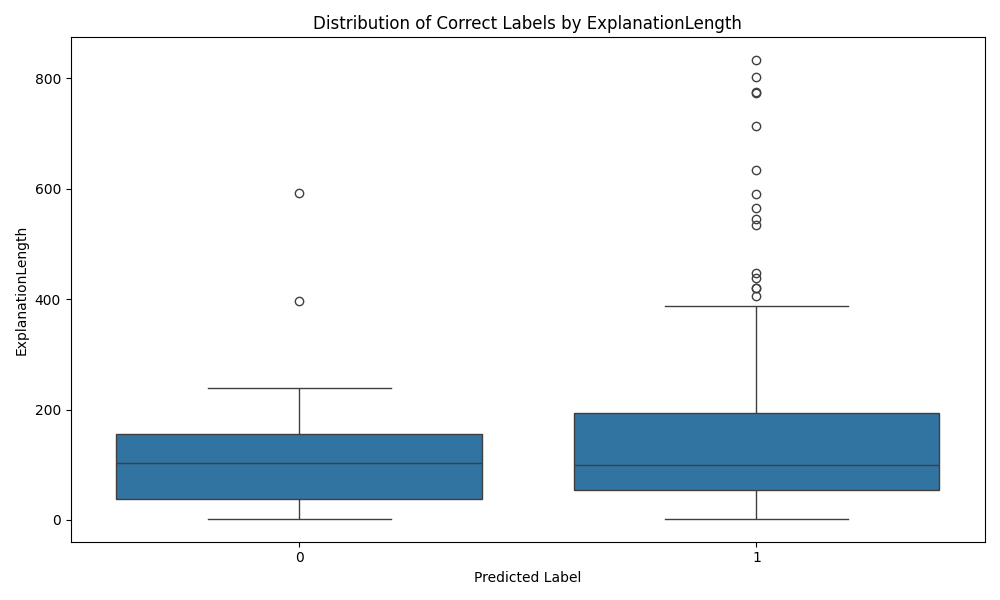 Distribution of Correct Labels by ExplanationLength
800
600
400
200
0
ExplanationLength
0 1
Predicted Label